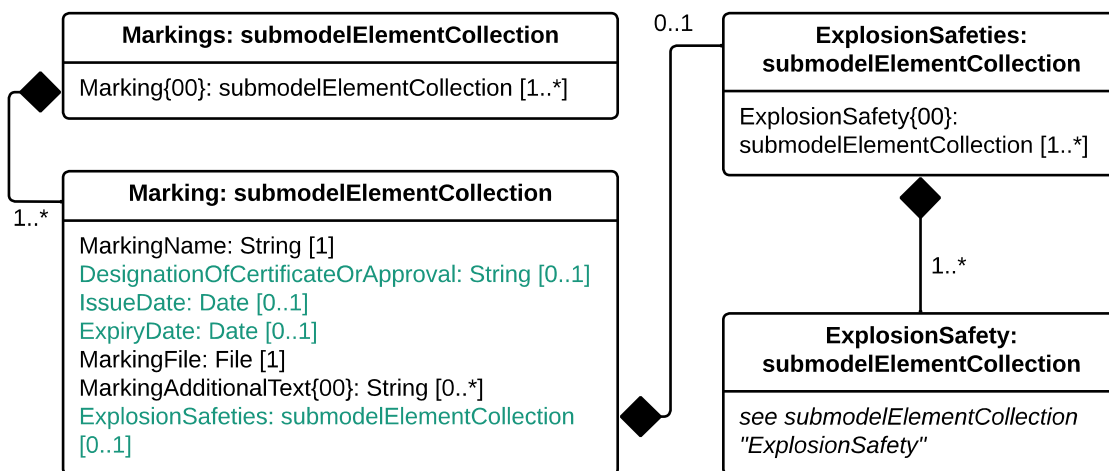 Markings: submodelElementCollection
Marking{00}: submodelElementCollection [1..*]
1..*
Marking: submodelElementCollection
MarkingName: String [1]
DesignationOfCertificateOrApproval: String [0..1]
IssueDate: Date [0..1]
ExpiryDate: Date [0..1]
MarkingFile: File [1]
MarkingAdditionalText{00}: String [0..*]
ExplosionSafeties: submodelElementCollection
[0..1]
0..1
ExplosionSafeties:
submodelElementCollection
ExplosionSafety{00}:
submodelElementCollection [1..*]
1..*
ExplosionSafety:
submodelElementCollection
see submodelElementCollection
"ExplosionSafety"